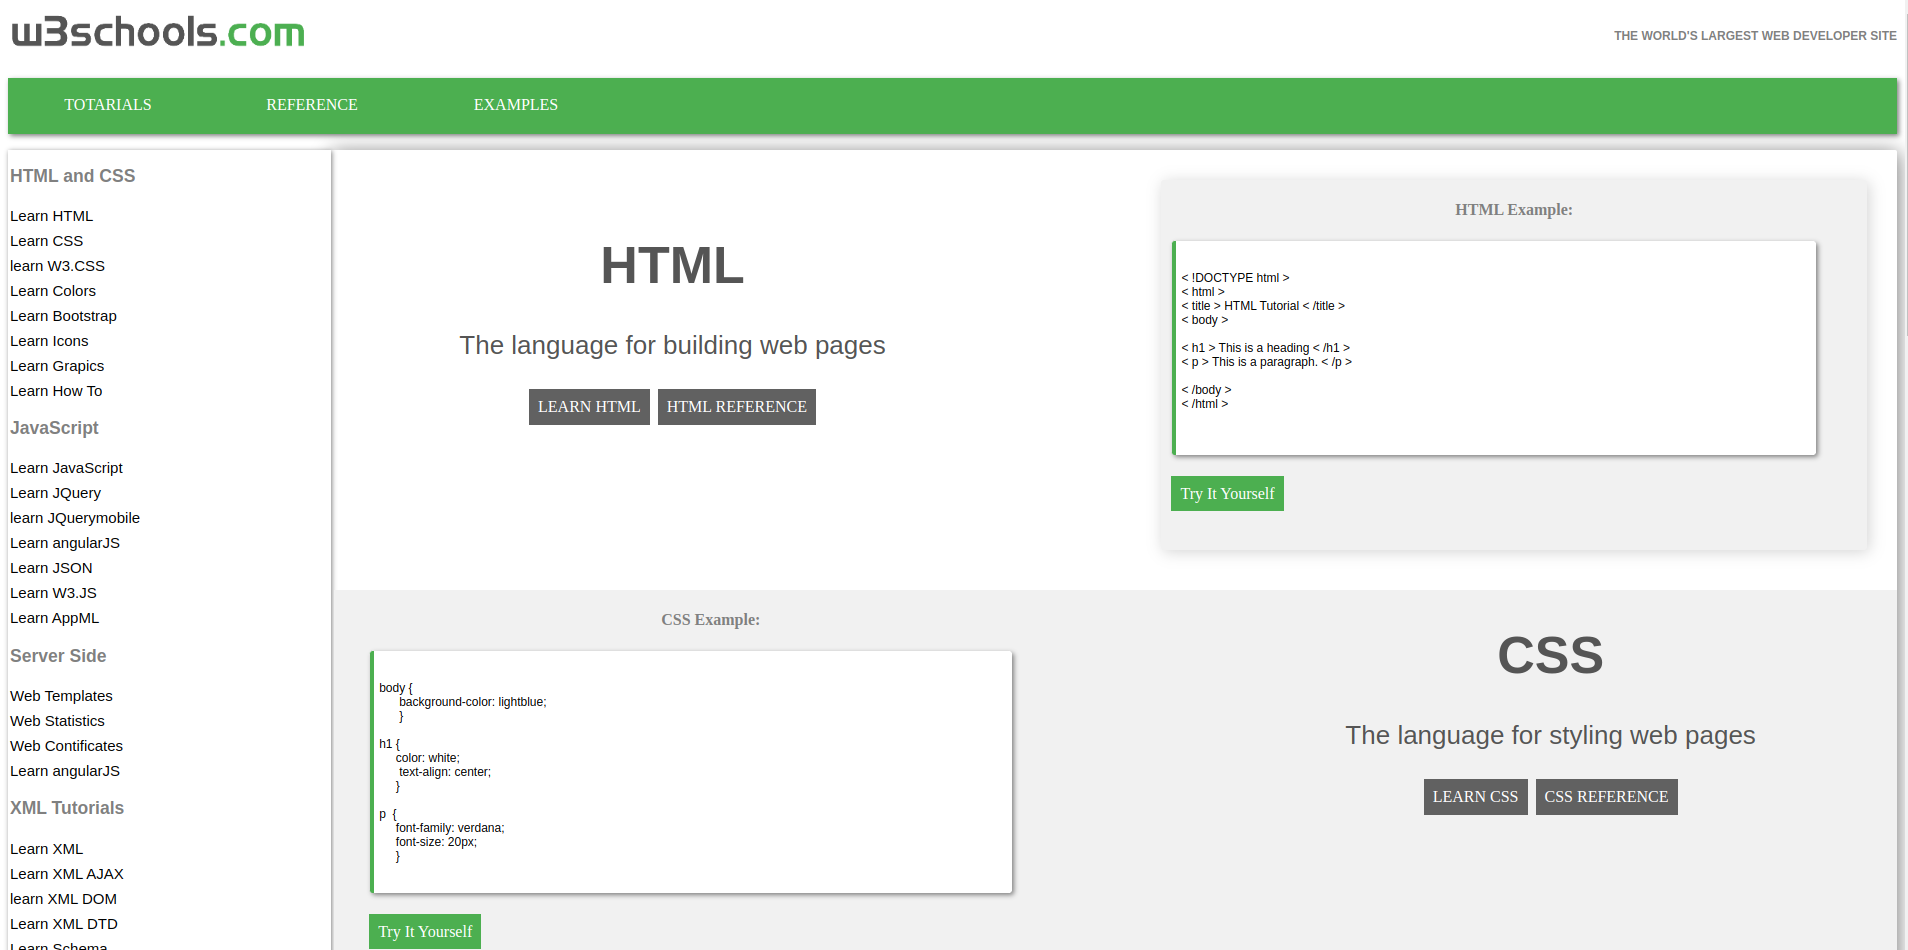 w3schools.com
THE WORLD'S LARGEST WEB DEVELOPER SITE
TOTARIALS REFERENCE EXAMPLES
HTML and CSS
Learn HTML
Learn CSS
learn W3.CSS
Learn Colors
Learn Bootstrap
Learn Icons
Learn Grapics
Learn How To
JavaScript
Learn JavaScript
Learn JQuery
learn JQuerymobile
Learn angularJS
Learn JSON
Learn W3.JS
Learn AppML
Server Side
Web Templates
Web Statistics
Web Contificates
Learn angularJS
XML Tutorials
Learn XML
Learn XML AJAX
learn XML DOM
Learn XML DTD
Learn Schema
HTML
The language for building web pages
LEARN HTML HTML REFERENCE
HTML Example:
< !DOCTYPE html >
< html >
< title > HTML Tutorial < /title >
< body >
< h1 > This is a heading < /h1 >
< p > This is a paragraph. < /p >
< /body >
< /html >
Try It Yourself
CSS Example:
body {
background-color: lightblue;
}
h1 {
color: white;
text-align: center;
}
p {
font-family: verdana;
font-size: 20px;
}
Try It Yourself
CSS
The language for styling web pages
LEARN CSS CSS REFERENCE